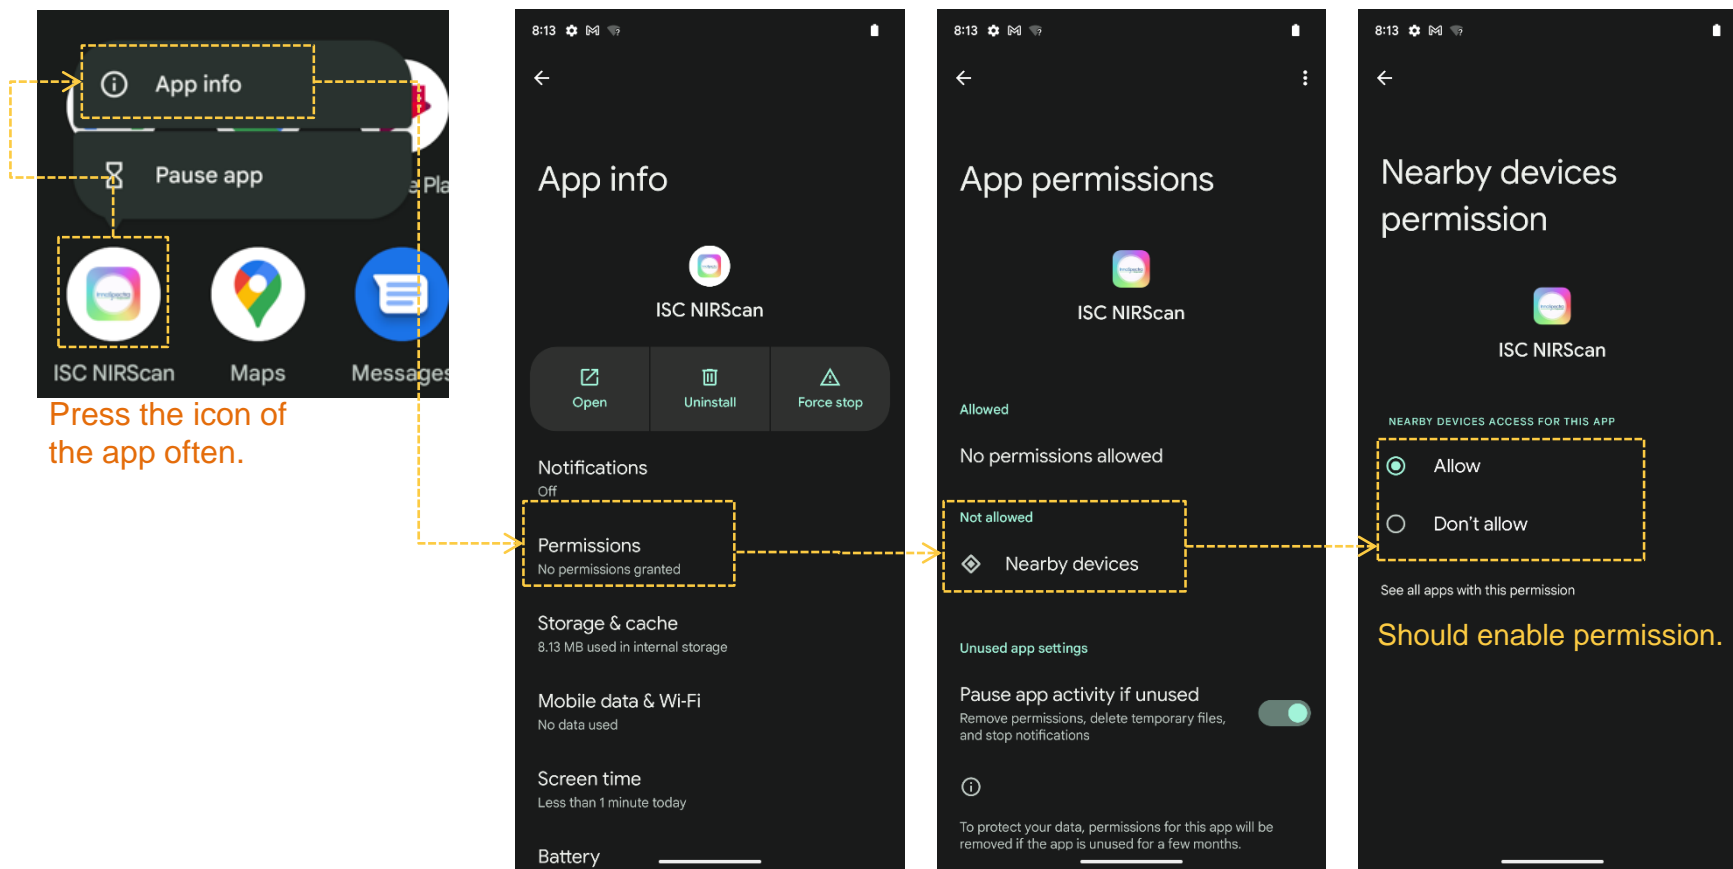 App info
Pause app
e Pla
ISC NIRScan
Maps
Messages
Press the icon of
the app often.
8:13
App info
ISC NIRScan
Open
Uninstall
Force stop
Notifications
Off
Permissions
No permissions granted
Storage & cache
8.13 MB used in internal storage
Mobile data & Wi-Fi
No data used
Screen time
Less than 1 minute today
Battery
8:13
App permissions
ISC NIRScan
Allowed
No permissions allowed
Not allowed
Nearby devices
Unused app settings
Pause app activity if unused
Remove permissions, delete temporary files,
and stop notifications
To protect your data, permissions for this app will be
removed if the app is unused for a few months.
8:13
Nearby devices
permission
ISC NIRScan
NEARBY DEVICES ACCESS FOR THIS APP
Allow
Don't allow
See all apps with this permission
Should enable permission.